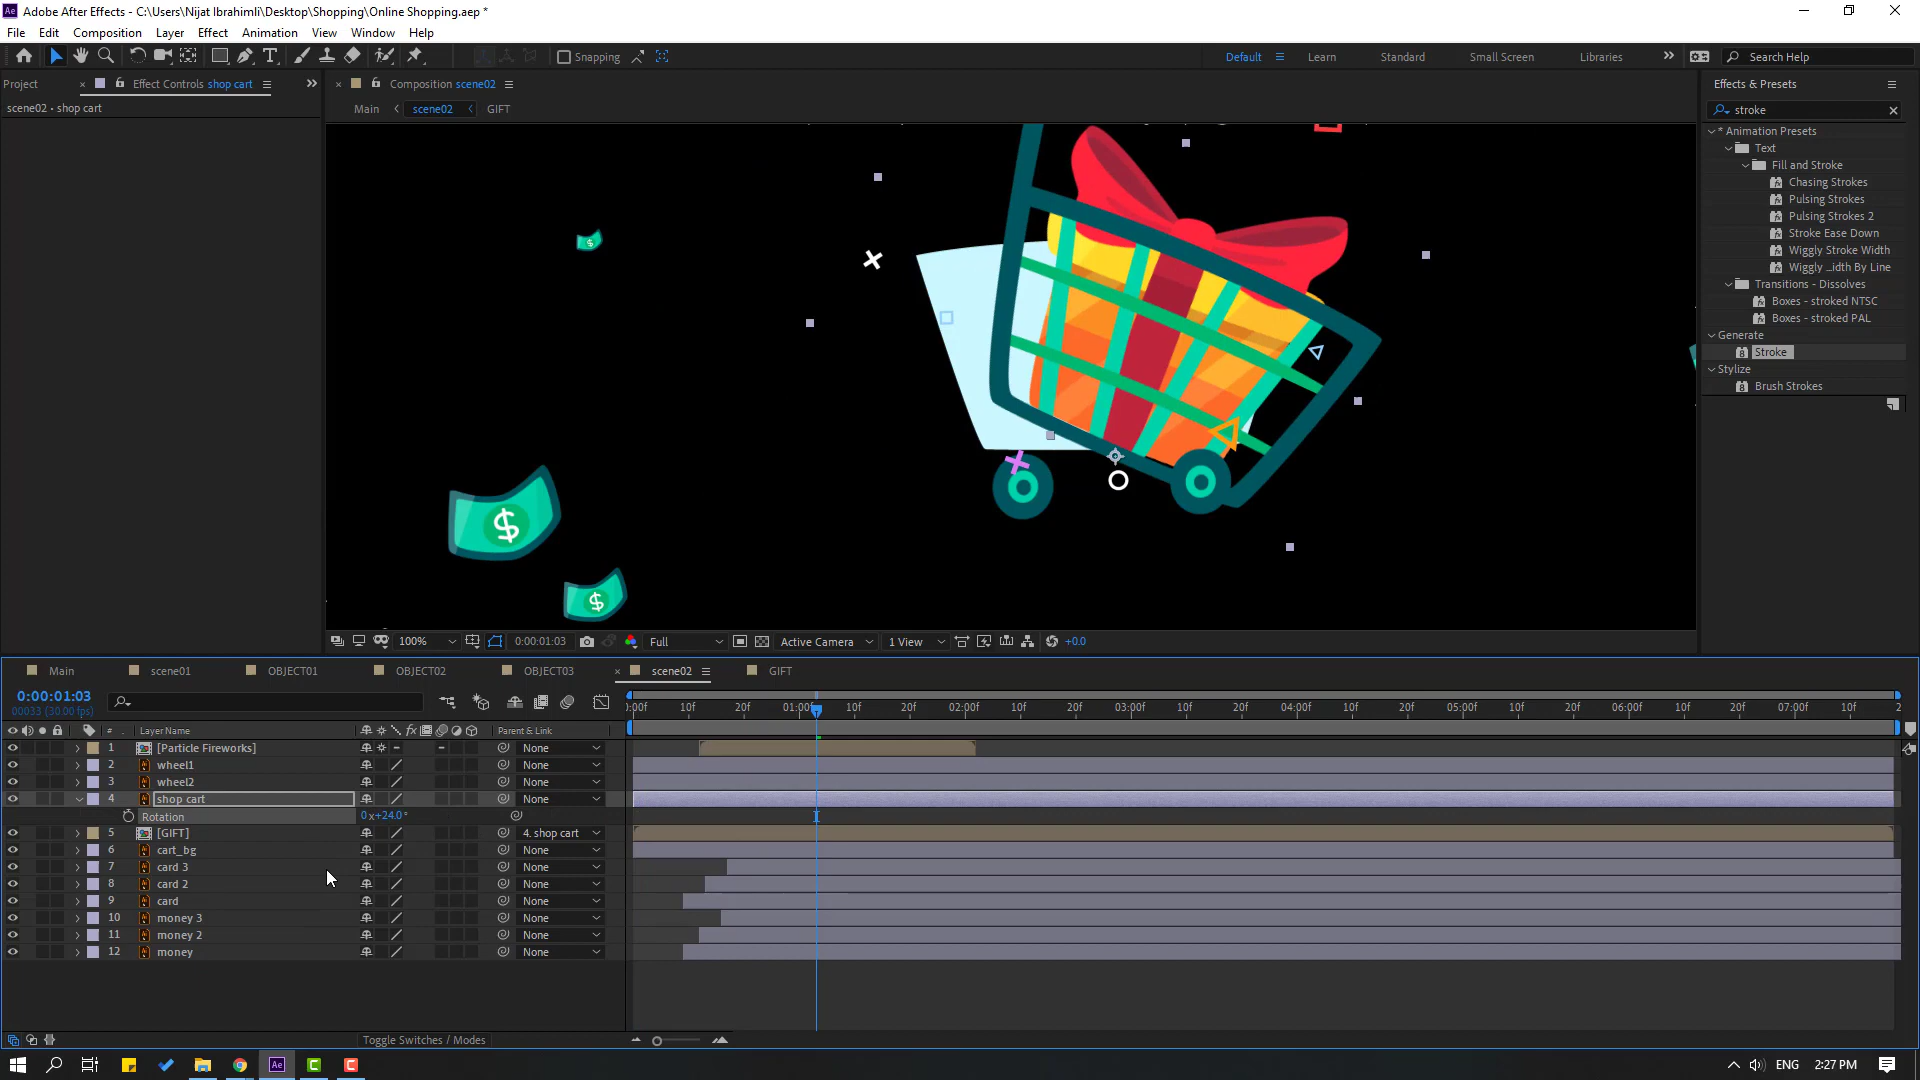 Adobe After Effects - C:\Users\Nijat Ibrahimli\Desktop\Shopping\Online Shopping.aep *
File Edit Composition Layer Effect Animation View Window Help
Snapping Default Learn Standard Small Screen Libraries Search Help
Project Effect Controls shop cart Composition scene02 Effects & Presets
scene02 • shop cart Main scene02 GIFT stroke
* Animation Presets
Text
Fill and Stroke
Chasing Strokes
Pulsing Strokes
Pulsing Strokes 2
Stroke Ease Down
Wiggly Stroke Width
Wiggly ...idth By Line
Transitions - Dissolves
Boxes - stroked NTSC
Boxes - stroked PAL
Generate
Stroke
Stylize
Brush Strokes
$
$
$
100% 0:00:01:03 Full Active Camera 1 View +0.0
Main scene01 OBJECT01 OBJECT02 OBJECT03 scene02 GIFT
0:00:01:03
00033 (30.00 fps)
:00f 10f 20f 01:00f 10f 20f 02:00f 10f 20f 03:00f 10f 20f 04:00f 10f 20f 05:00f 10f 20f 06:00f 10f 20f 07:00f 10f 2
# Layer Name fx Parent & Link
1 [Particle Fireworks] None
2 wheel1 None
3 wheel2 None
4 shop cart None
Rotation 0x+24.0°
5 [GIFT] 4. shop cart
6 cart_bg None
7 card 3 None
8 card 2 None
9 card None
10 money 3 None
11 money 2 None
12 money None
Toggle Switches / Modes
Ae ENG 2:27 PM